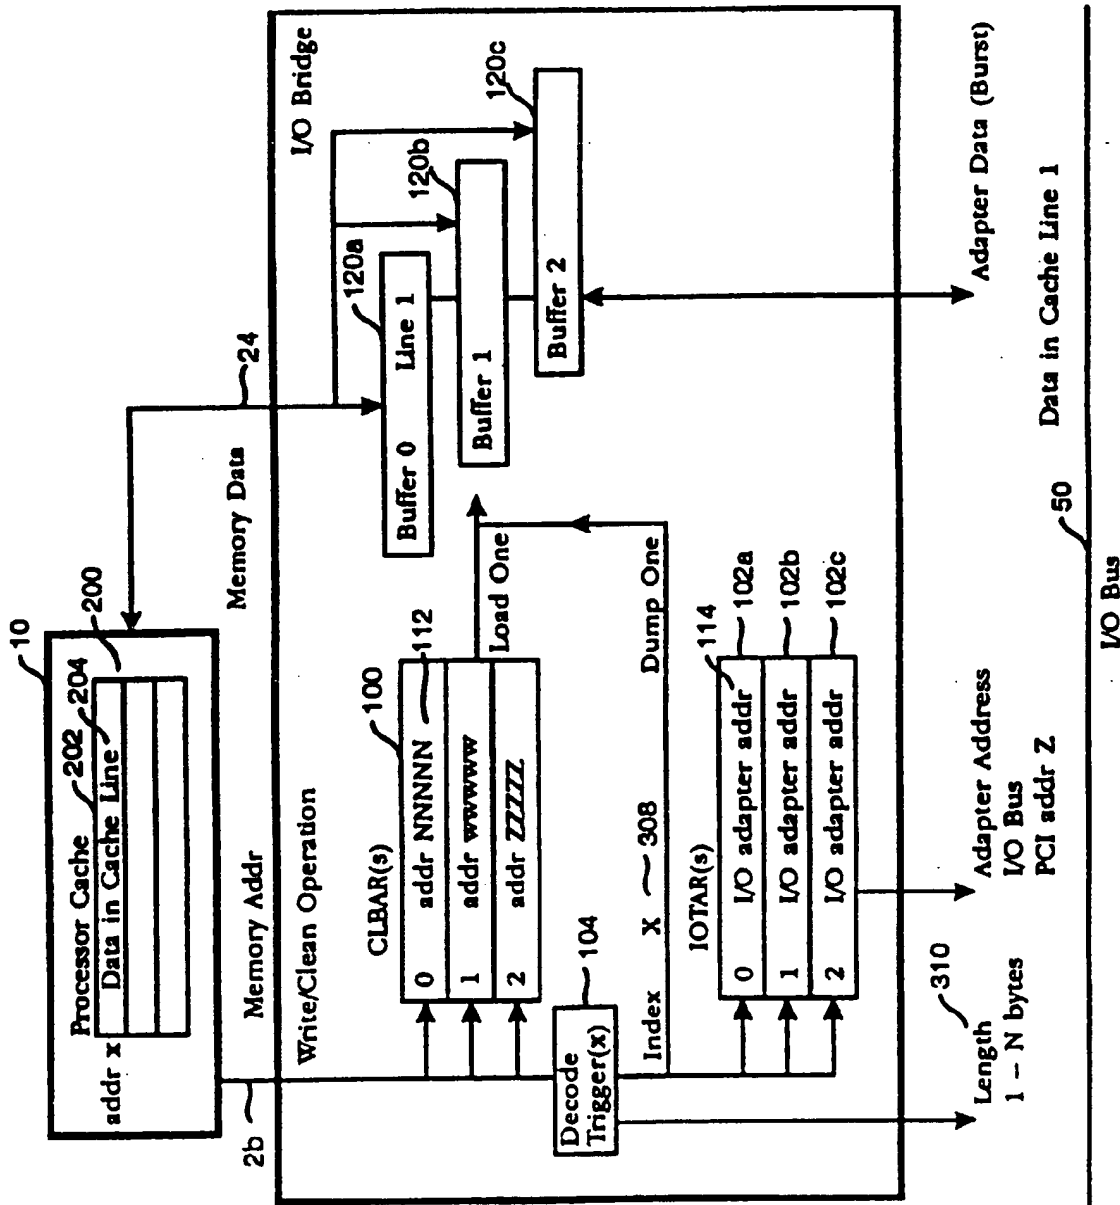 10
Processor Cache
202
204
200
addr x
Data in Cache Line
Memory Data
24
Memory Addr
2b
I/O Bridge
Write/Clean Operation
CLBAR(s)
100
0 addr NNNNN
112
1 addr wwwww
2 addr ZZZZZ
Load One
Buffer 0 Line 1
120a
Buffer 1
120b
Buffer 2
120c
Decode
Trigger(x)
104
Index X
308
Dump One
IOTAR(s)
114
0 I/O adapter addr
102a
1 I/O adapter addr
102b
2 I/O adapter addr
102c
310
Length
1 – N bytes
Adapter Address
I/O Bus
PCI addr Z
Adapter Data (Burst)
Data in Cache Line 1
50
I/O Bus